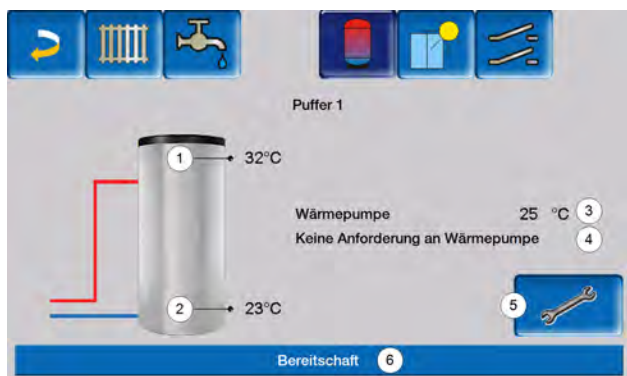 Puffer 1
1 32°C
Wärmepumpe 25 °C 3
Keine Anforderung an Wärmepumpe 4
5
2 23°C
Bereitschaft 6